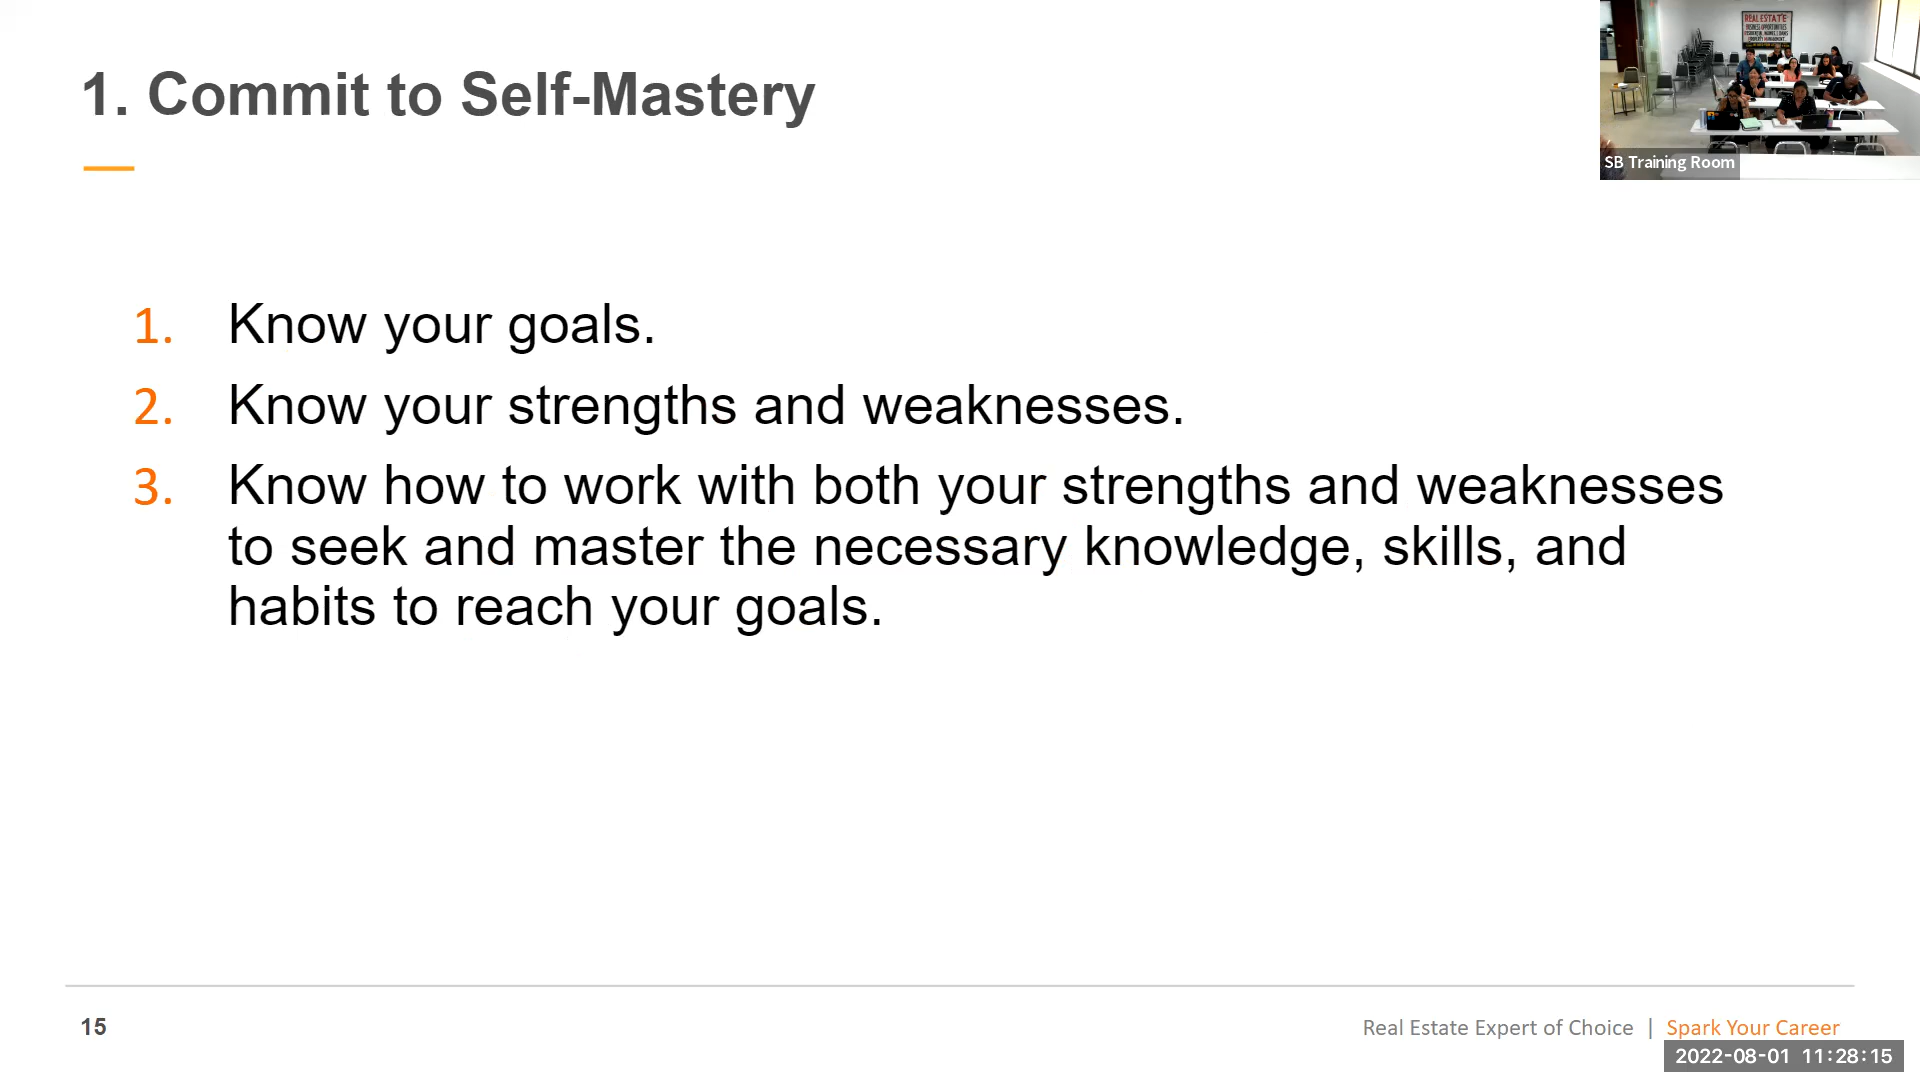 1. Commit to Self-Mastery
REAL ESTATE
SB Training Room
1. Know your goals.
2. Know your strengths and weaknesses.
3. Know how to work with both your strengths and weaknesses
to seek and master the necessary knowledge, skills, and
habits to reach your goals.
15
Real Estate Expert of Choice | Spark Your Career
2022-08-01 11:28:15